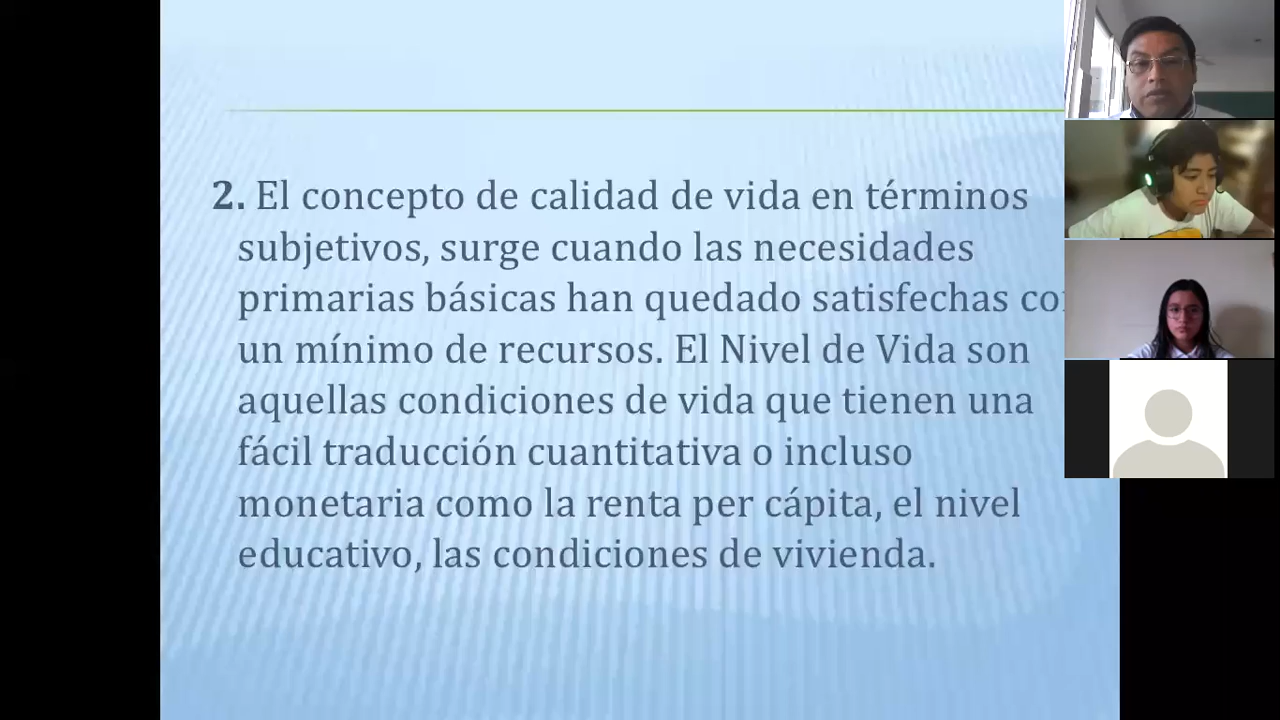 2. El concepto de calidad de vida en términos
subjetivos, surge cuando las necesidades
primarias básicas han quedado satisfechas
un mínimo de recursos. El Nivel de Vida son
aquellas condiciones de vida que tienen una
fácil traducción cuantitativa o incluso
monetaria como la renta per cápita, el nivel
educativo, las condiciones de vivienda.